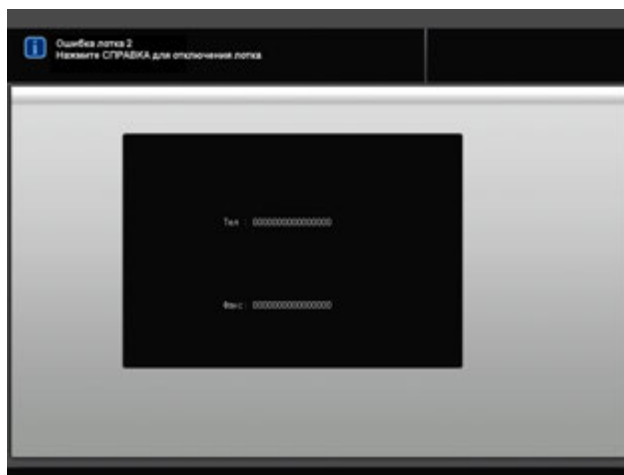 Ошибка лотка 2
Нажмите СПРАВКА для отключения лотка
Тел : 0000000000000000
Факс: 0000000000000000